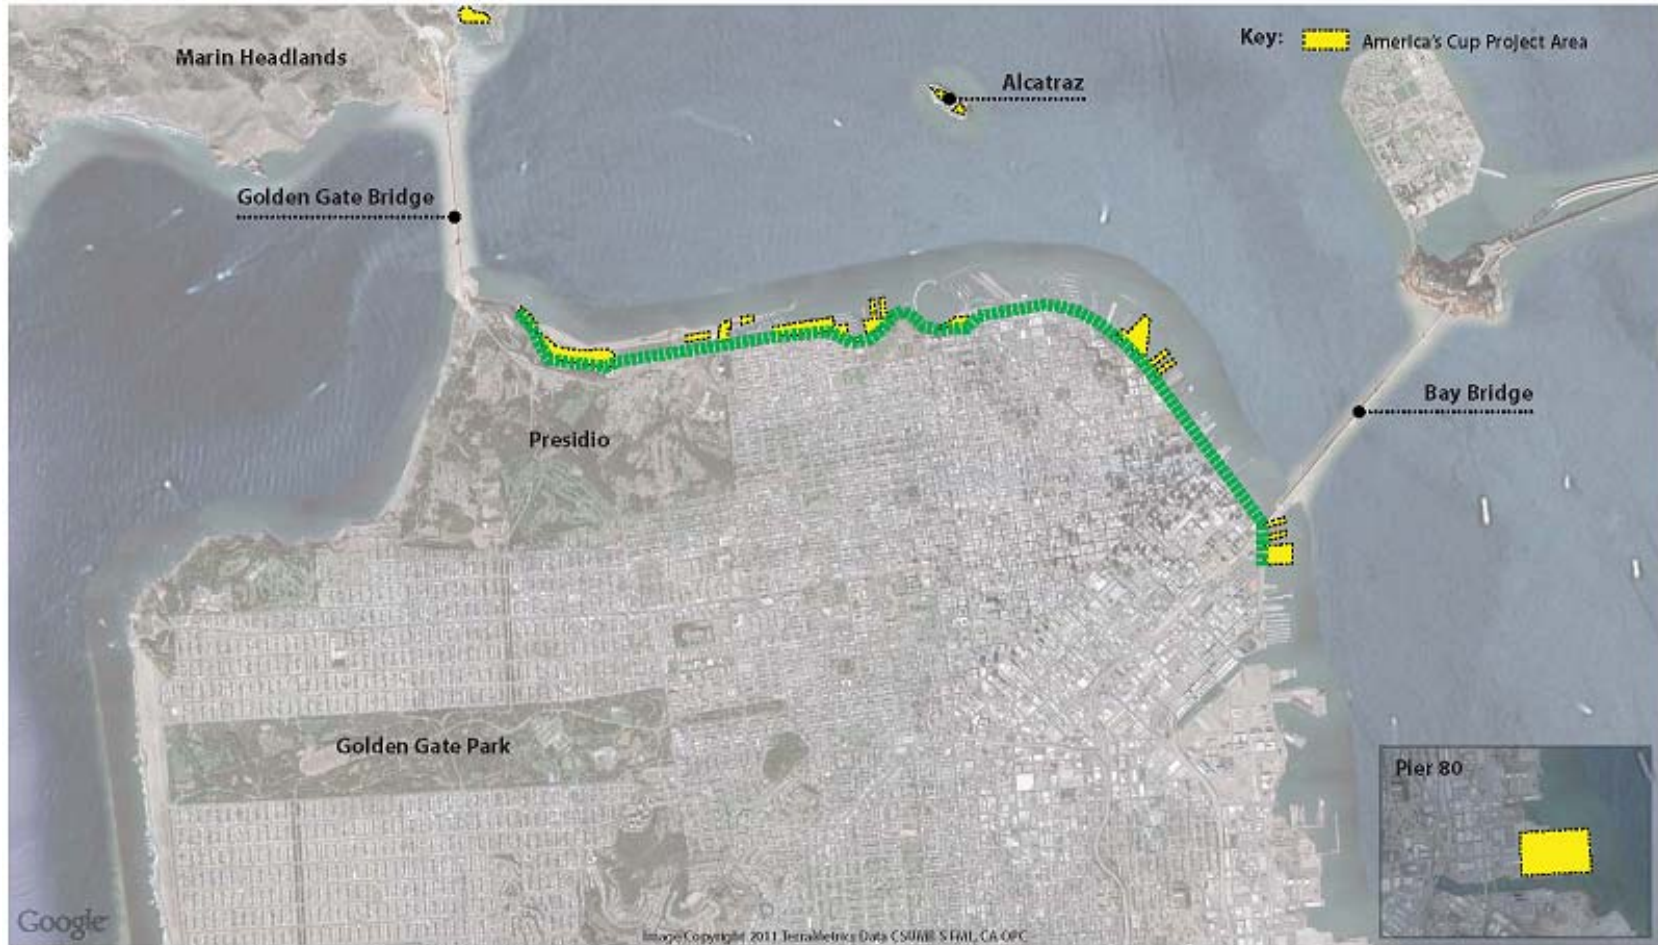 Marin Headlands
Key: America's Cup Project Area
Alcatraz
Golden Gate Bridge
Bay Bridge
Presidio
Golden Gate Park
Pier 80
Google
Image Copyright 2011 TerraMetrics Data CSUMB SFML, CA OPC